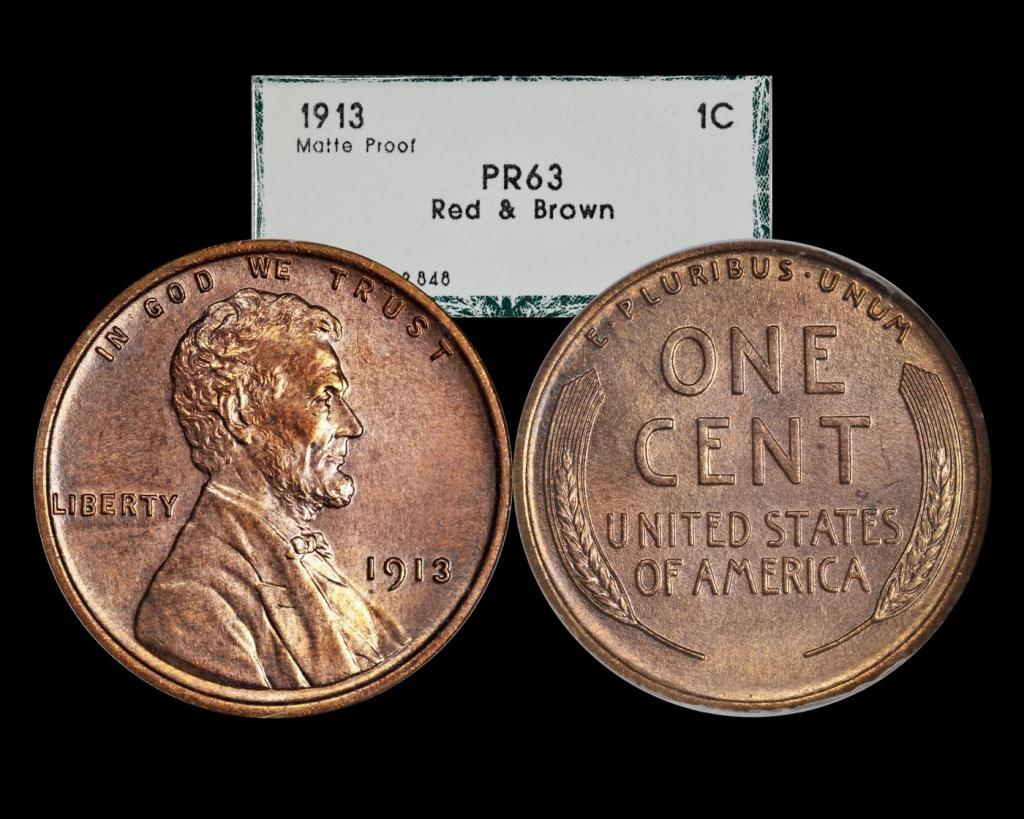 1913 1C
Matte Proof
PR63
Red & Brown
848
IN GOD WE TRUST
LIBERTY
1913
E·PLURIBUS·UNUM
ONE
CENT
UNITED STATES
OF AMERICA